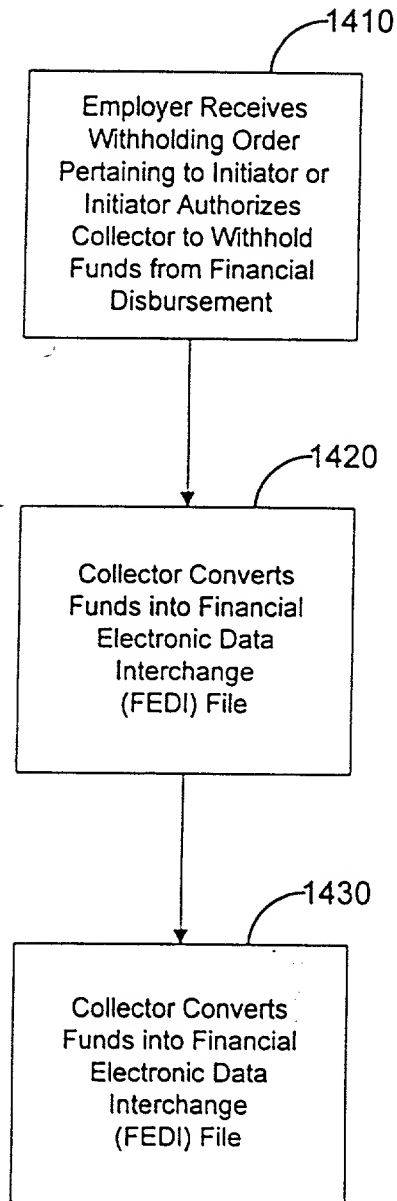 1410
Employer Receives
Withholding Order
Pertaining to Initiator or
Initiator Authorizes
Collector to Withhold
Funds from Financial
Disbursement
1420
Collector Converts
Funds into Financial
Electronic Data
Interchange
(FEDI) File
1430
Collector Converts
Funds into Financial
Electronic Data
Interchange
(FEDI) File